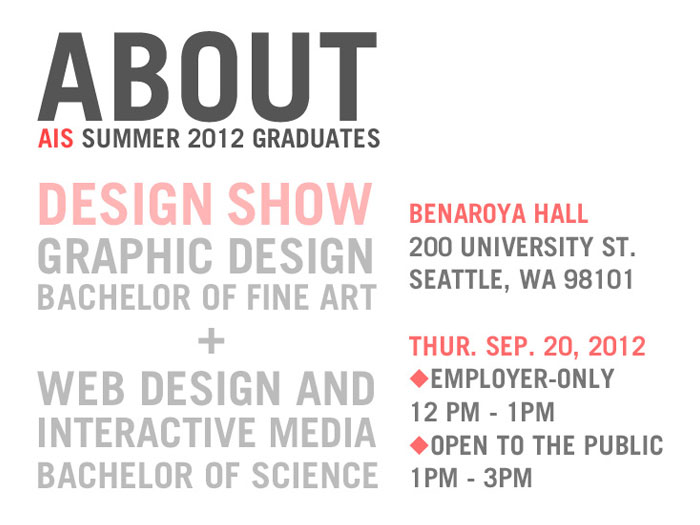 ABOUT
AIS SUMMER 2012 GRADUATES
DESIGN SHOW
GRAPHIC DESIGN
BACHELOR OF FINE ART
+
WEB DESIGN AND
INTERACTIVE MEDIA
BACHELOR OF SCIENCE
BENAROYA HALL
200 UNIVERSITY ST.
SEATTLE, WA 98101
THUR. SEP. 20, 2012
◆EMPLOYER-ONLY
12 PM - 1PM
◆OPEN TO THE PUBLIC
1PM - 3PM